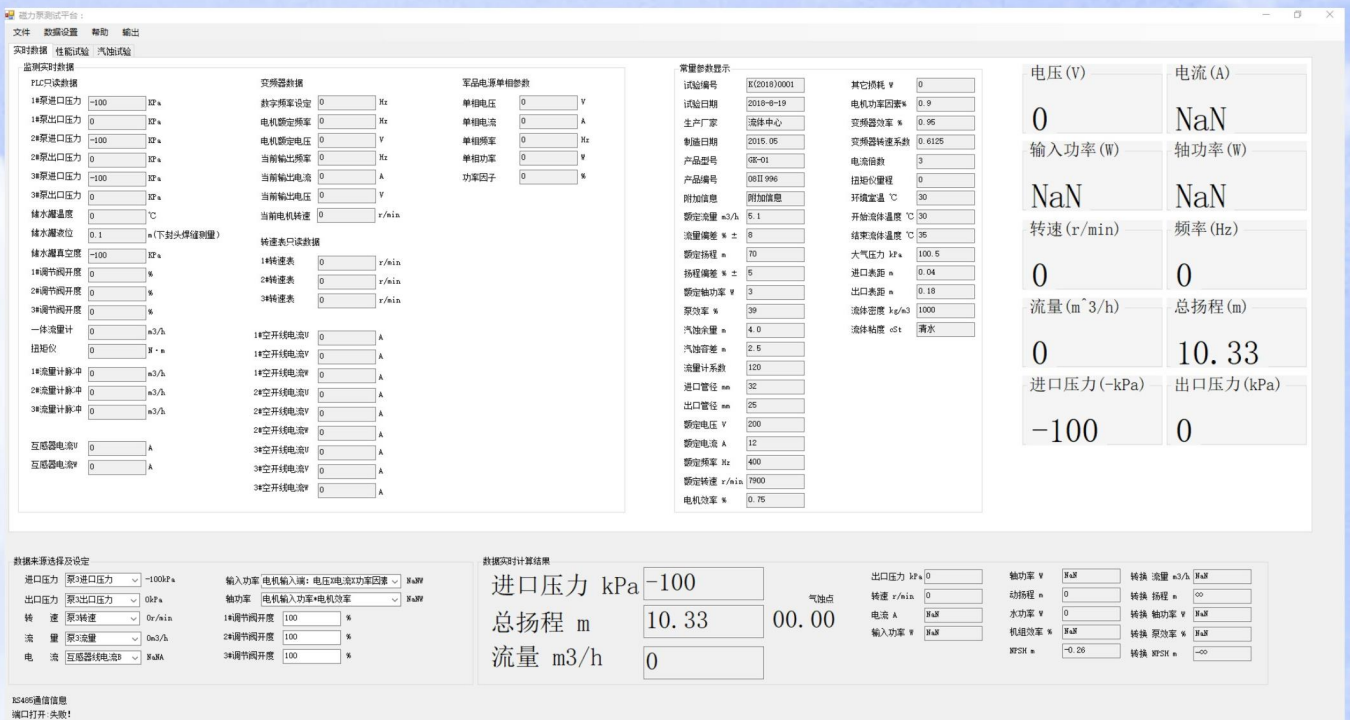 磁力泵测试平台:
文件 数据设置 帮助 输出
实时数据 性能试验 汽蚀试验
监测实时数据
PLC只读数据
1#泵进口压力 -100 KPa
1#泵出口压力 0 KPa
2#泵进口压力 -100 KPa
2#泵出口压力 0 KPa
3#泵进口压力 -100 KPa
3#泵出口压力 0 KPa
储水罐温度 0 ℃
储水罐液位 0.1 m(下封头焊缝测量)
储水罐真空度 -100 KPa
1#调节阀开度 0 %
2#调节阀开度 0 %
3#调节阀开度 0 %
一体流量计 0 m3/h
扭矩仪 0 N·m
1#流量计脉冲 0 m3/h
2#流量计脉冲 0 m3/h
3#流量计脉冲 0 m3/h
互感器电流U 0 A
互感器电流W 0 A
变频器数据
数字频率设定 0 Hz
电机额定频率 0 Hz
电机额定电压 0 V
当前输出频率 0 Hz
当前输出电流 0 A
当前输出电压 0 V
当前电机转速 0 r/min
转速表只读数据
1#转速表 0 r/min
2#转速表 0 r/min
3#转速表 0 r/min
1#空开线电流U 0 A
1#空开线电流V 0 A
1#空开线电流W 0 A
2#空开线电流U 0 A
2#空开线电流V 0 A
2#空开线电流W 0 A
3#空开线电流U 0 A
3#空开线电流V 0 A
3#空开线电流W 0 A
军品电源单相参数
单相电压 0 V
单相电流 0 A
单相频率 0 Hz
单相功率 0 W
功率因子 0 %
常量参数显示
试验编号 K(2018)0001
试验日期 2018-8-19
生产厂家 流体中心
制造日期 2015.05
产品型号 GK-01
产品编号 08II996
附加信息 附加信息
额定流量 m3/h 5.1
流量偏差 % ± 8
额定扬程 m 70
扬程偏差 % ± 5
额定轴功率 W 3
泵效率 % 39
汽蚀余量 m 4.0
汽蚀容差 m 2.5
流量计系数 120
进口管径 mm 32
出口管径 mm 25
额定电压 V 200
额定电流 A 12
额定频率 Hz 400
额定转速 r/min 7900
电机效率 % 0.75
其它损耗 W 0
电机功率因素% 0.9
变频器效率 % 0.95
变频器转速系数 0.6125
电流倍数 3
扭矩仪量程 0
环境室温 ℃ 30
开始流体温度 ℃ 30
结束流体温度 ℃ 35
大气压力 kPa 100.5
进口表距 m 0.04
出口表距 m 0.18
流体密度 kg/m3 1000
流体粘度 cSt 清水
电压(V) 电流(A)
0 NaN
输入功率(W) 轴功率(W)
NaN NaN
转速(r/min) 频率(Hz)
0 0
流量(m^3/h) 总扬程(m)
0 10.33
进口压力(-kPa) 出口压力(kPa)
-100 0
数据来源选择及设定
进口压力 泵3进口压力 -100kPa
出口压力 泵3出口压力 0kPa
转 速 泵3转速 0r/min
流 量 泵3流量 0m3/h
电 流 互感器线电流B NaNA
输入功率 电机输入端: 电压X电流X功率因素 NaNW
轴功率 电机输入功率*电机效率 NaNW
1#调节阀开度 100 %
2#调节阀开度 100 %
3#调节阀开度 100 %
数据实时计算结果
进口压力 kPa -100
总扬程 m 10.33
流量 m3/h 0
气蚀点
00.00
出口压力 kPa 0
转速 r/min 0
电流 A NaN
输入功率 W NaN
轴功率 W NaN
动扬程 m 0
水功率 W 0
机组效率 % NaN
NPSH m -0.26
转换 流量 m3/h NaN
转换 扬程 m ∞
转换 轴功率 W NaN
转换 泵效率 % NaN
转换 NPSH m -∞
RS485通信信息
端口打开:失败!